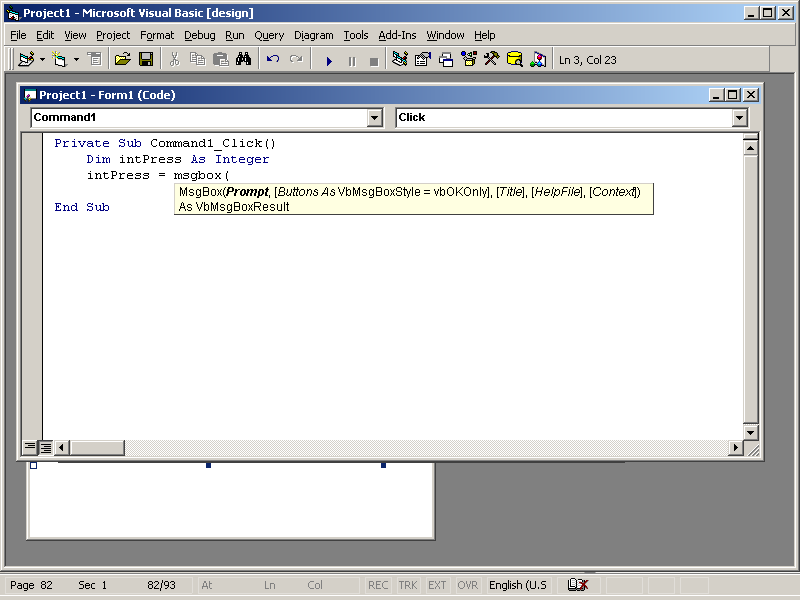 Project1 - Microsoft Visual Basic [design]
File Edit View Project Format Debug Run Query Diagram Tools Add-Ins Window Help
Ln 3, Col 23
Project1 - Form1 (Code)
Command1 Click
Private Sub Command1_Click()
Dim intPress As Integer
intPress = msgbox(
MsgBox(Prompt, [Buttons As VbMsgBoxStyle = vbOKOnly], [Title], [HelpFile], [Context])
As VbMsgBoxResult
End Sub
Page 82 Sec 1 82/93 At Ln Col REC TRK EXT OVR English (U.S